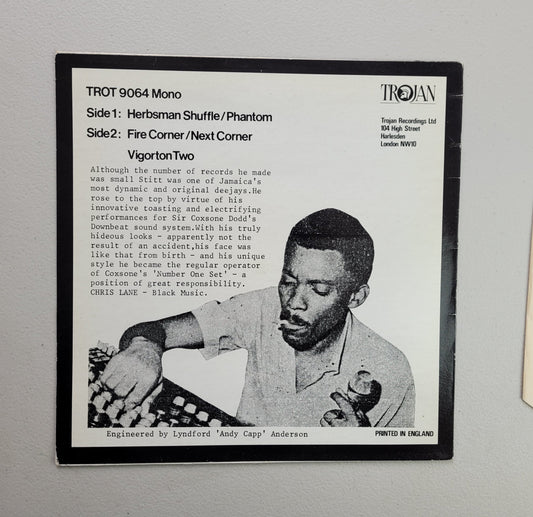 TROT 9064 Mono
Side 1: Herbsman Shuffle/Phantom
Side 2: Fire Corner/Next Corner
Vigorton Two
TROJAN
Trojan Recordings Ltd
104 High Street
Harlesden
London NW10
Although the number of records he made
was small Stitt was one of Jamaica's
most dynamic and original deejays.He
rose to the top by virtue of his
innovative toasting and electrifying
performances for Sir Coxsone Dodd's
Downbeat sound system.With his truly
hideous looks - apparently not the
result of an accident,his face was
like that from birth - and his unique
style he became the regular operator
of Coxsone's 'Number One Set' - a
position of great responsibility.
CHRIS LANE - Black Music.
Engineered by Lyndford 'Andy Capp' Anderson
PRINTED IN ENGLAND